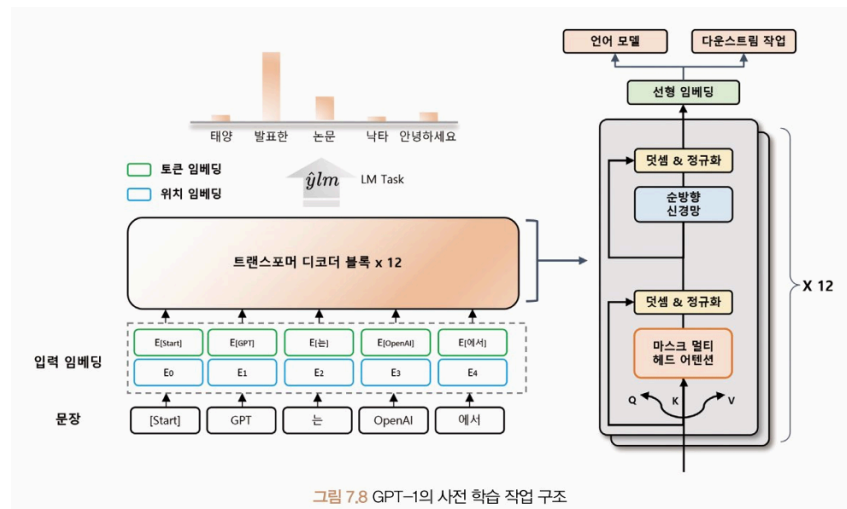 태양 발표한 논문 낙타 안녕하세요
토큰 임베딩
위치 임베딩
ŷlm LM Task
트랜스포머 디코더 블록 x 12
입력 임베딩
E[Start] E[GPT] E[는] E[OpenAI] E[에서]
E0 E1 E2 E3 E4
문장
[Start] GPT 는 OpenAI 에서
언어 모델 다운스트림 작업
선형 임베딩
덧셈 & 정규화
순방향
신경망
덧셈 & 정규화
마스크 멀티
헤드 어텐션
Q K V
X 12
그림 7.8 GPT-1의 사전 학습 작업 구조